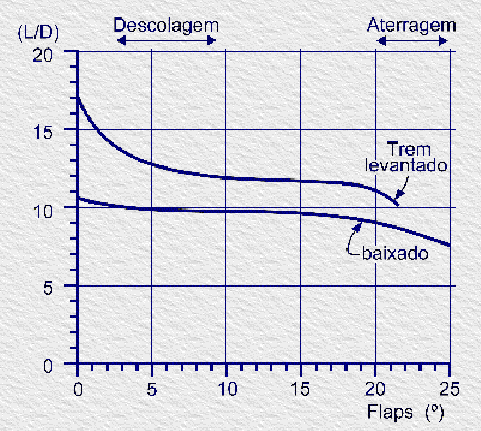 (L/D)
Descolagem
Aterragem
20
15
10
5
0
Trem
levantado
baixado
0 5 10 15 20 25
Flaps (º)